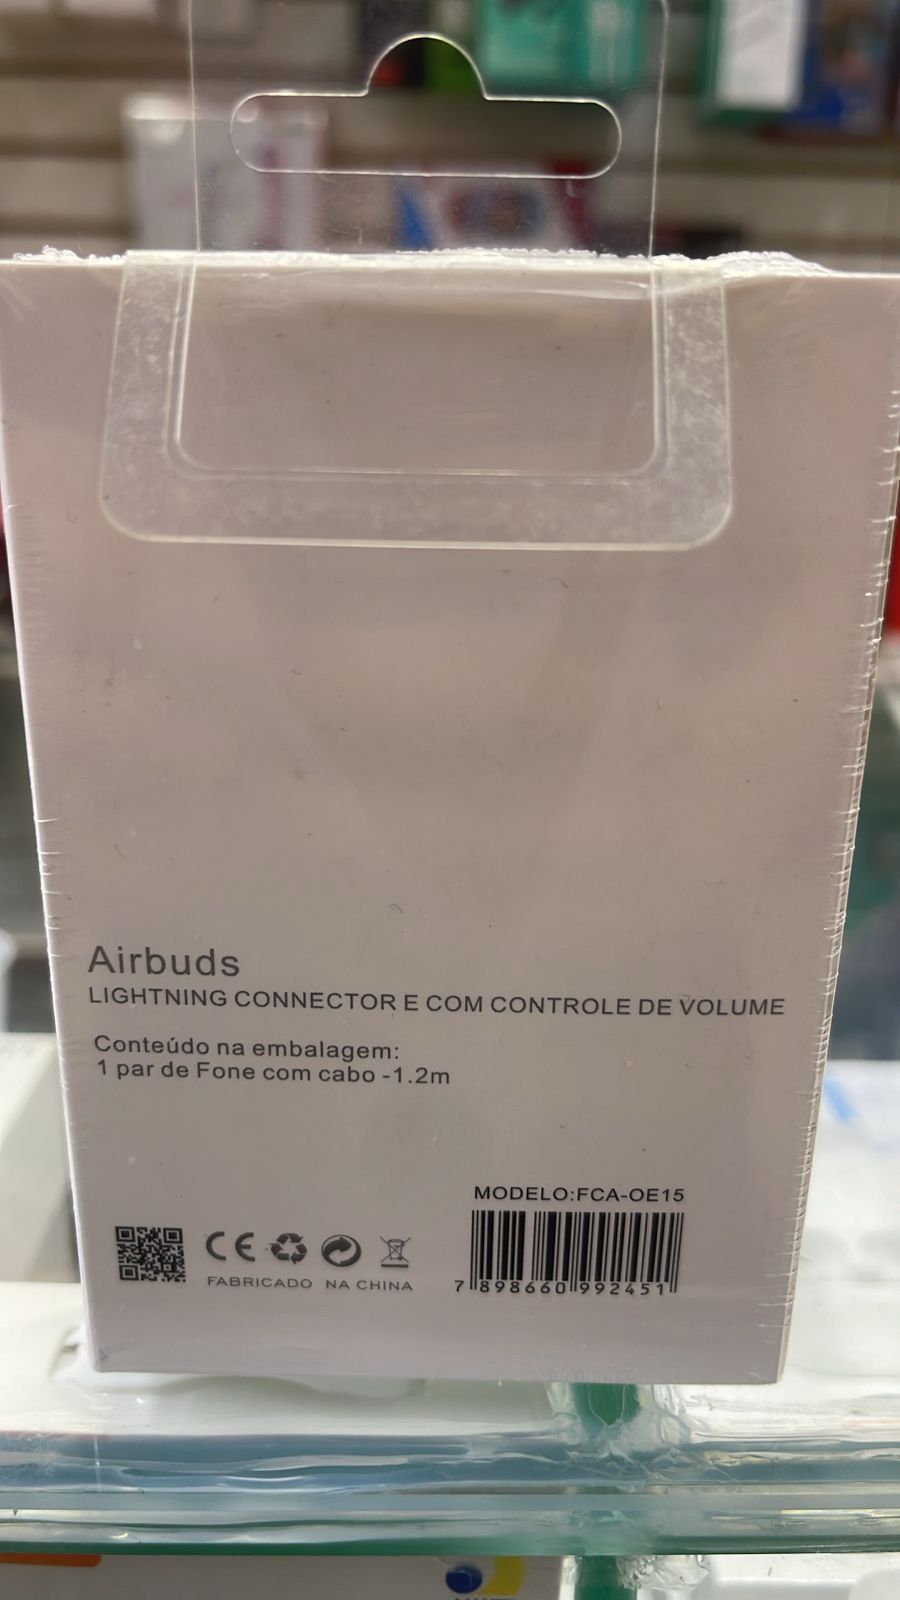 Airbuds
LIGHTNING CONNECTOR E COM CONTROLE DE VOLUME
Conteúdo na embalagem:
1 par de Fone com cabo -1.2m
MODELO:FCA-OE15
CE
FABRICADO NA CHINA
7 898660 992451